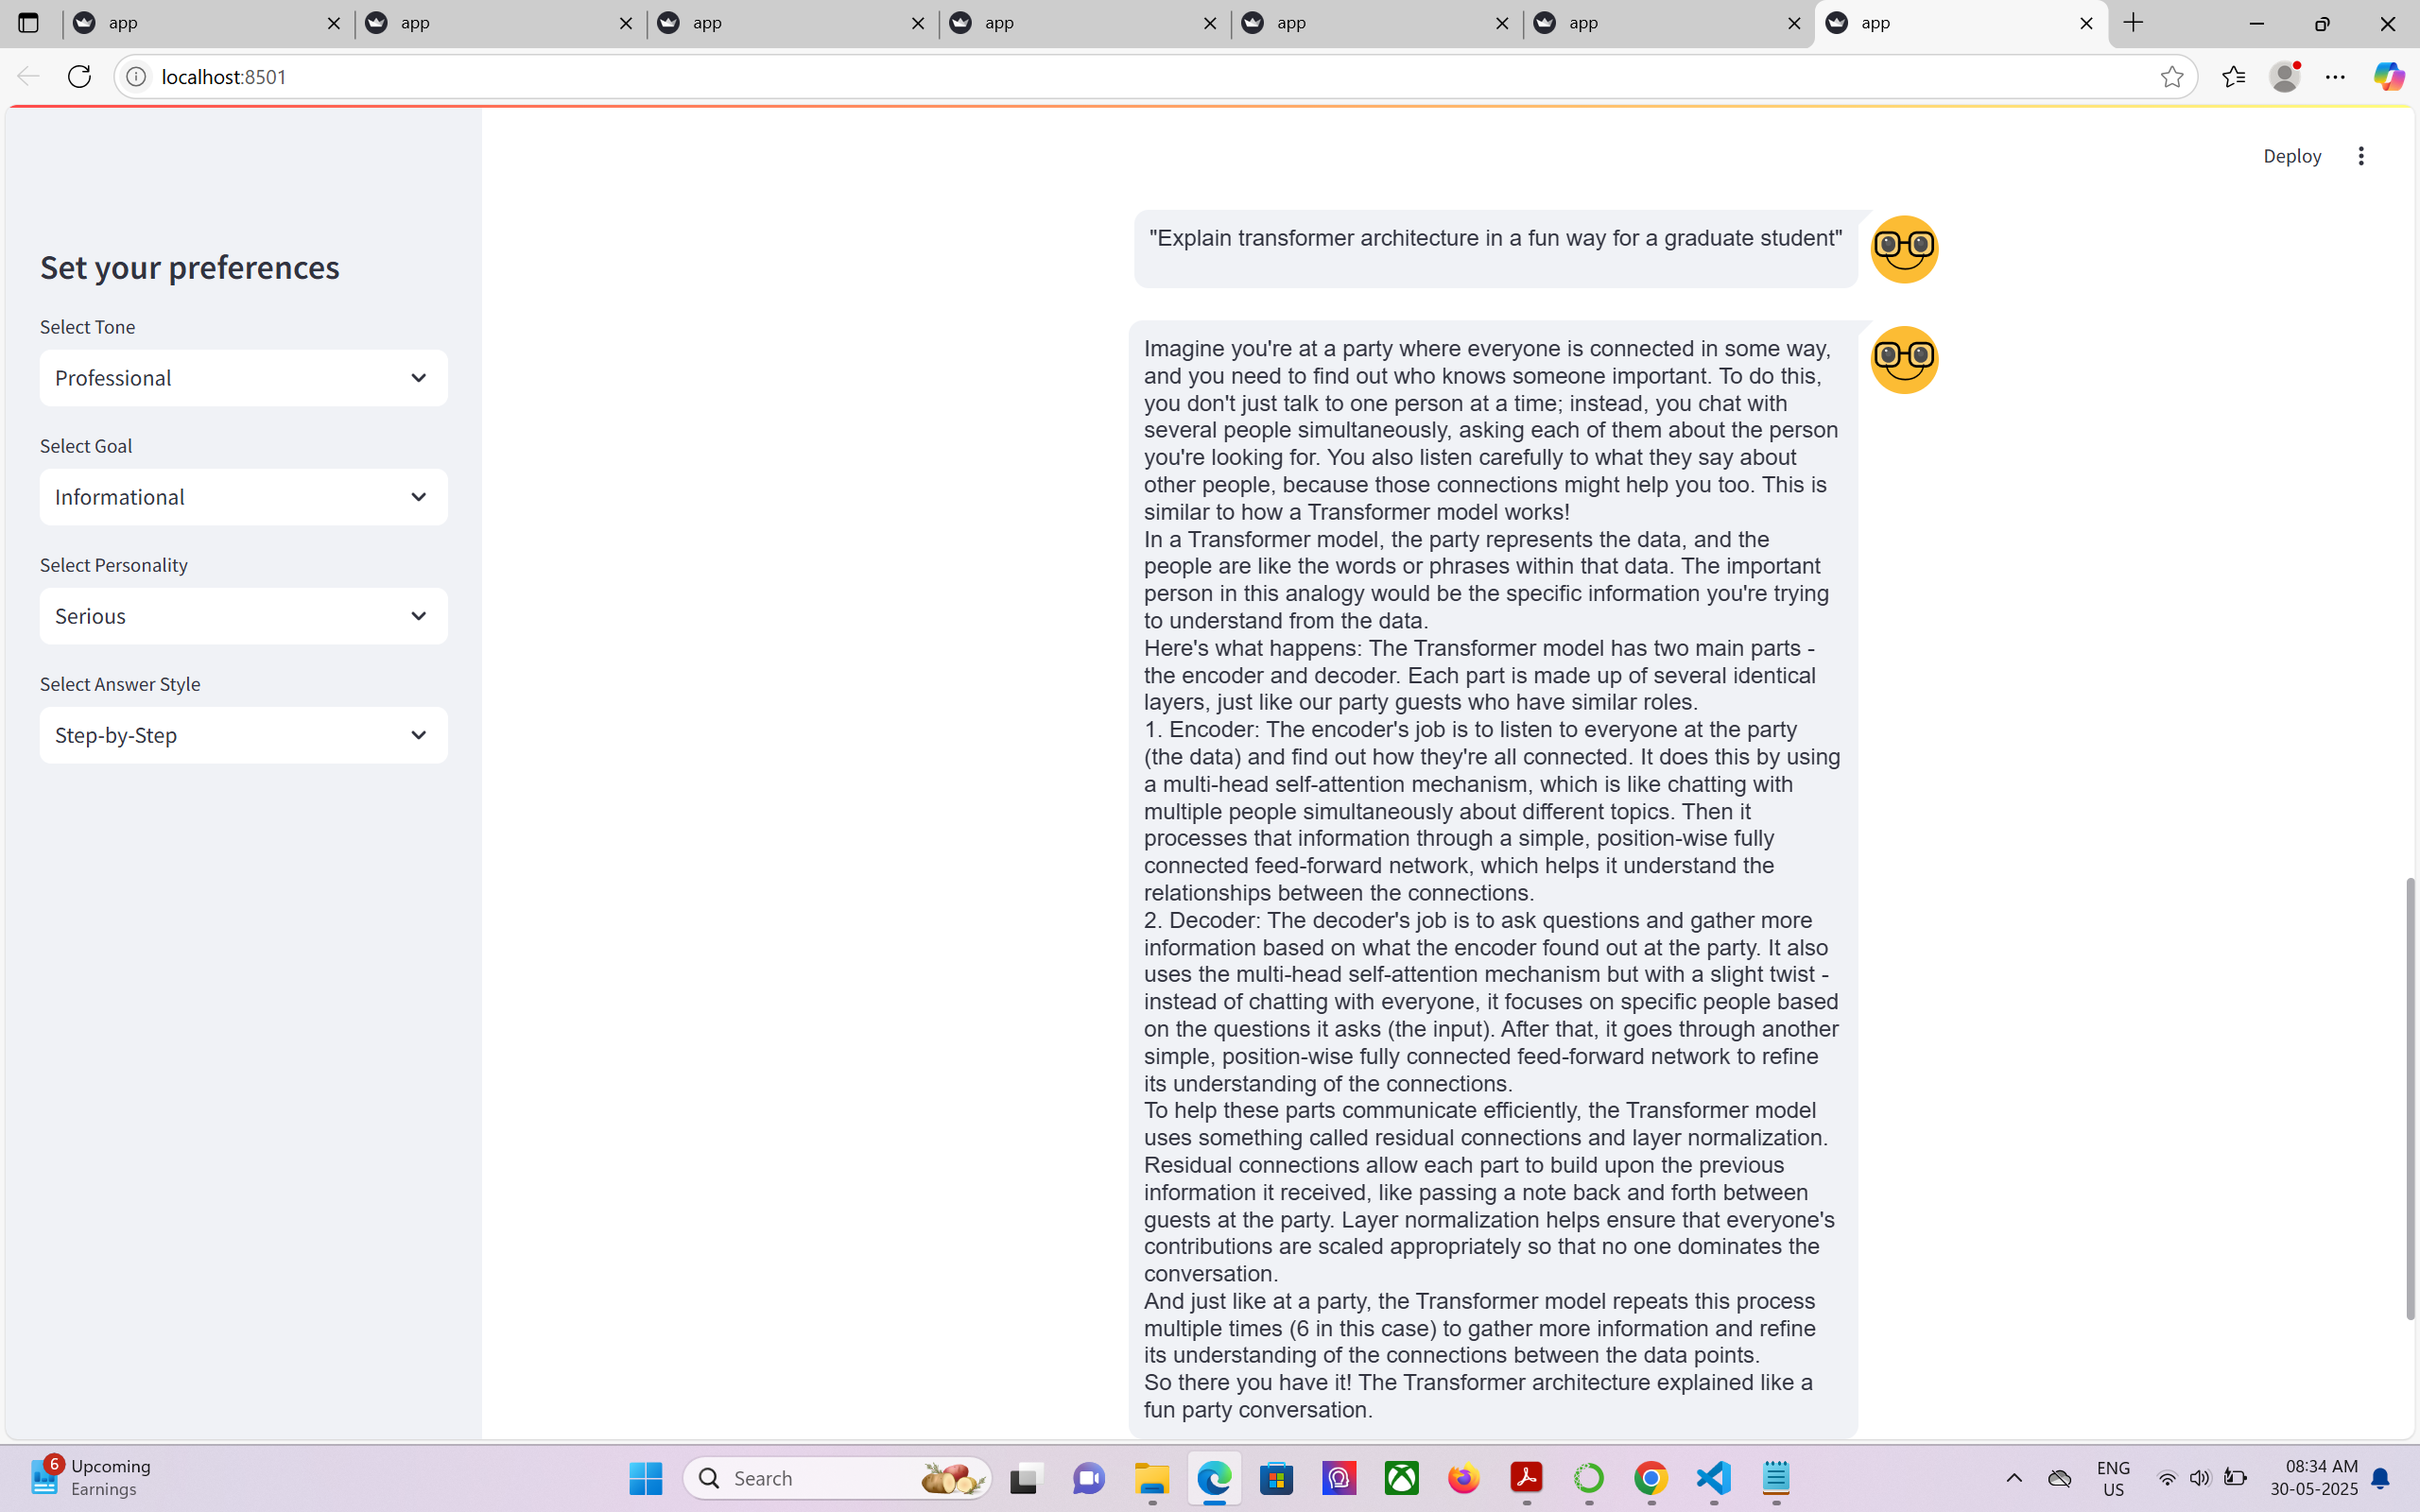 app
app
app
app
app
app
app
localhost:8501
Deploy
Set your preferences
Select Tone
Professional
Select Goal
Informational
Select Personality
Serious
Select Answer Style
Step-by-Step
"Explain transformer architecture in a fun way for a graduate student"
Imagine you're at a party where everyone is connected in some way,
and you need to find out who knows someone important. To do this,
you don't just talk to one person at a time; instead, you chat with
several people simultaneously, asking each of them about the person
you're looking for. You also listen carefully to what they say about
other people, because those connections might help you too. This is
similar to how a Transformer model works!
In a Transformer model, the party represents the data, and the
people are like the words or phrases within that data. The important
person in this analogy would be the specific information you're trying
to understand from the data.
Here's what happens: The Transformer model has two main parts -
the encoder and decoder. Each part is made up of several identical
layers, just like our party guests who have similar roles.
1. Encoder: The encoder's job is to listen to everyone at the party
(the data) and find out how they're all connected. It does this by using
a multi-head self-attention mechanism, which is like chatting with
multiple people simultaneously about different topics. Then it
processes that information through a simple, position-wise fully
connected feed-forward network, which helps it understand the
relationships between the connections.
2. Decoder: The decoder's job is to ask questions and gather more
information based on what the encoder found out at the party. It also
uses the multi-head self-attention mechanism but with a slight twist -
instead of chatting with everyone, it focuses on specific people based
on the questions it asks (the input). After that, it goes through another
simple, position-wise fully connected feed-forward network to refine
its understanding of the connections.
To help these parts communicate efficiently, the Transformer model
uses something called residual connections and layer normalization.
Residual connections allow each part to build upon the previous
information it received, like passing a note back and forth between
guests at the party. Layer normalization helps ensure that everyone's
contributions are scaled appropriately so that no one dominates the
conversation.
And just like at a party, the Transformer model repeats this process
multiple times (6 in this case) to gather more information and refine
its understanding of the connections between the data points.
So there you have it! The Transformer architecture explained like a
fun party conversation.
6
Upcoming
Earnings
Search
ENG
US
08:34 AM
30-05-2025